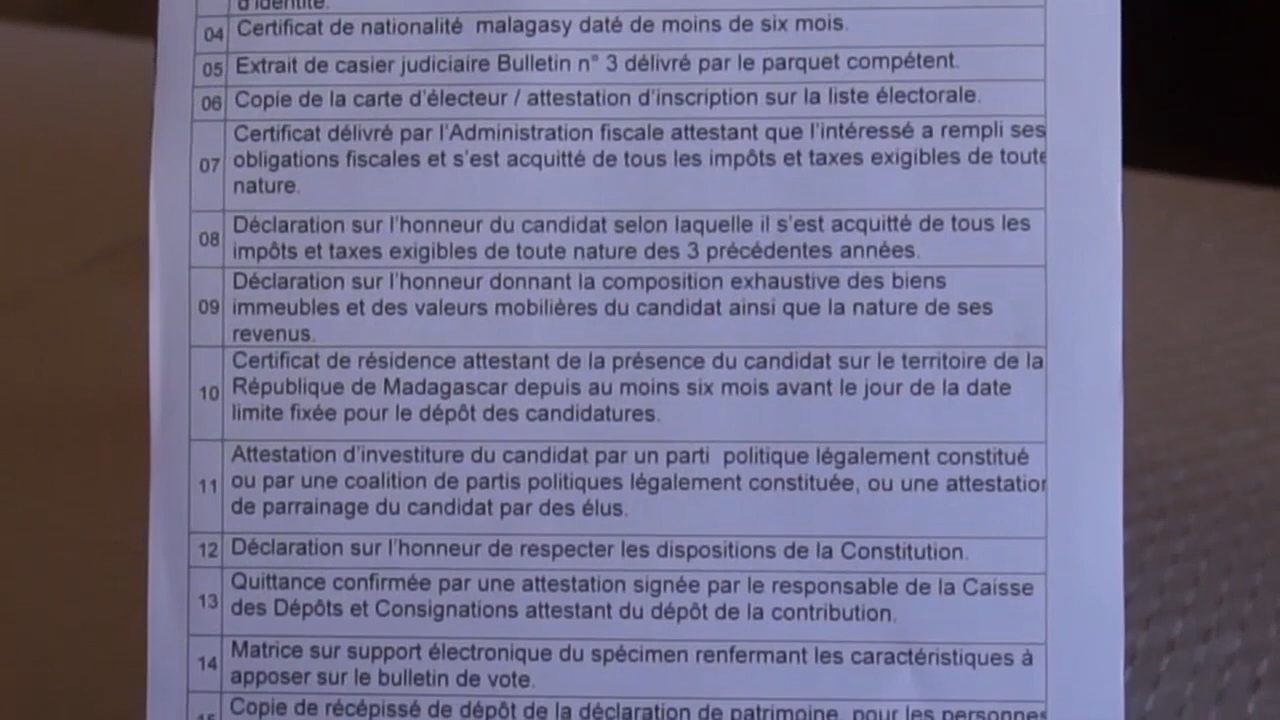 d'identité.
04 Certificat de nationalité malagasy daté de moins de six mois.
05 Extrait de casier judiciaire Bulletin n° 3 délivré par le parquet compétent.
06 Copie de la carte d'électeur / attestation d'inscription sur la liste électorale.
Certificat délivré par l'Administration fiscale attestant que l'intéressé a rempli ses
07 obligations fiscales et s'est acquitté de tous les impôts et taxes exigibles de toute
nature.
08 Déclaration sur l'honneur du candidat selon laquelle il s'est acquitté de tous les
impôts et taxes exigibles de toute nature des 3 précédentes années.
Déclaration sur l'honneur donnant la composition exhaustive des biens
09 immeubles et des valeurs mobilières du candidat ainsi que la nature de ses
revenus.
Certificat de résidence attestant de la présence du candidat sur le territoire de la
10 République de Madagascar depuis au moins six mois avant le jour de la date
limite fixée pour le dépôt des candidatures.
Attestation d'investiture du candidat par un parti politique légalement constitué
11 ou par une coalition de partis politiques légalement constituée, ou une attestation
de parrainage du candidat par des élus.
12 Déclaration sur l'honneur de respecter les dispositions de la Constitution.
13 Quittance confirmée par une attestation signée par le responsable de la Caisse
des Dépôts et Consignations attestant du dépôt de la contribution.
14 Matrice sur support électronique du spécimen renfermant les caractéristiques à
apposer sur le bulletin de vote.
15 Copie de récépissé de dépôt de la déclaration de patrimoine, pour les personnes